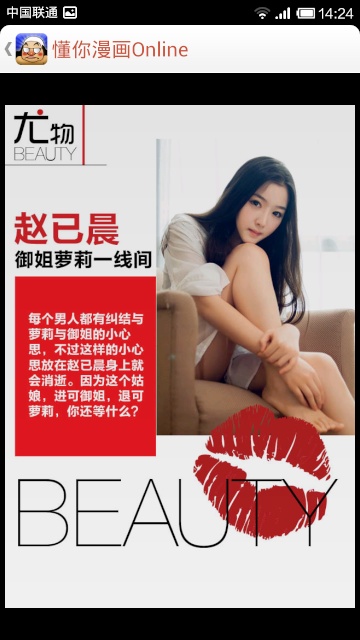 中国联通
14:24
懂你漫画Online
尤物
BEAUTY
赵已晨
御姐萝莉一线间
每个男人都有纠结与
萝莉与御姐的小心
思，不过这样的小心
思放在赵已晨身上就
会消逝。因为这个姑
娘，进可御姐，退可
萝莉，你还等什么？
BEAUTY